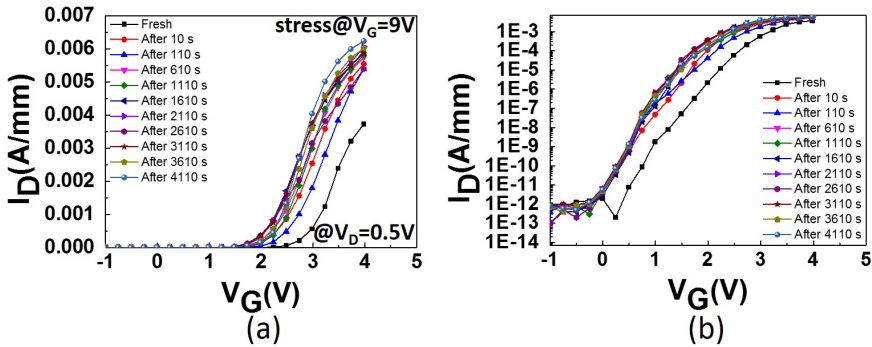 0.007
0.006
0.005
0.004
0.003
0.002
0.001
0.000
I_D(A/mm)
stress@V_G=9V
Fresh
After 10 s
After 110 s
After 610 s
After 1110 s
After 1610 s
After 2110 s
After 2610 s
After 3110 s
After 3610 s
After 4110 s
@V_D=0.5V
-1 0 1 2 3 4 5
V_G(V)
(a)
1E-3
1E-4
1E-5
1E-6
1E-7
1E-8
1E-9
1E-10
1E-11
1E-12
1E-13
1E-14
I_D(A/mm)
Fresh
After 10 s
After 110 s
After 610 s
After 1110 s
After 1610 s
After 2110 s
After 2610 s
After 3110 s
After 3610 s
After 4110 s
-1 0 1 2 3 4 5
V_G(V)
(b)